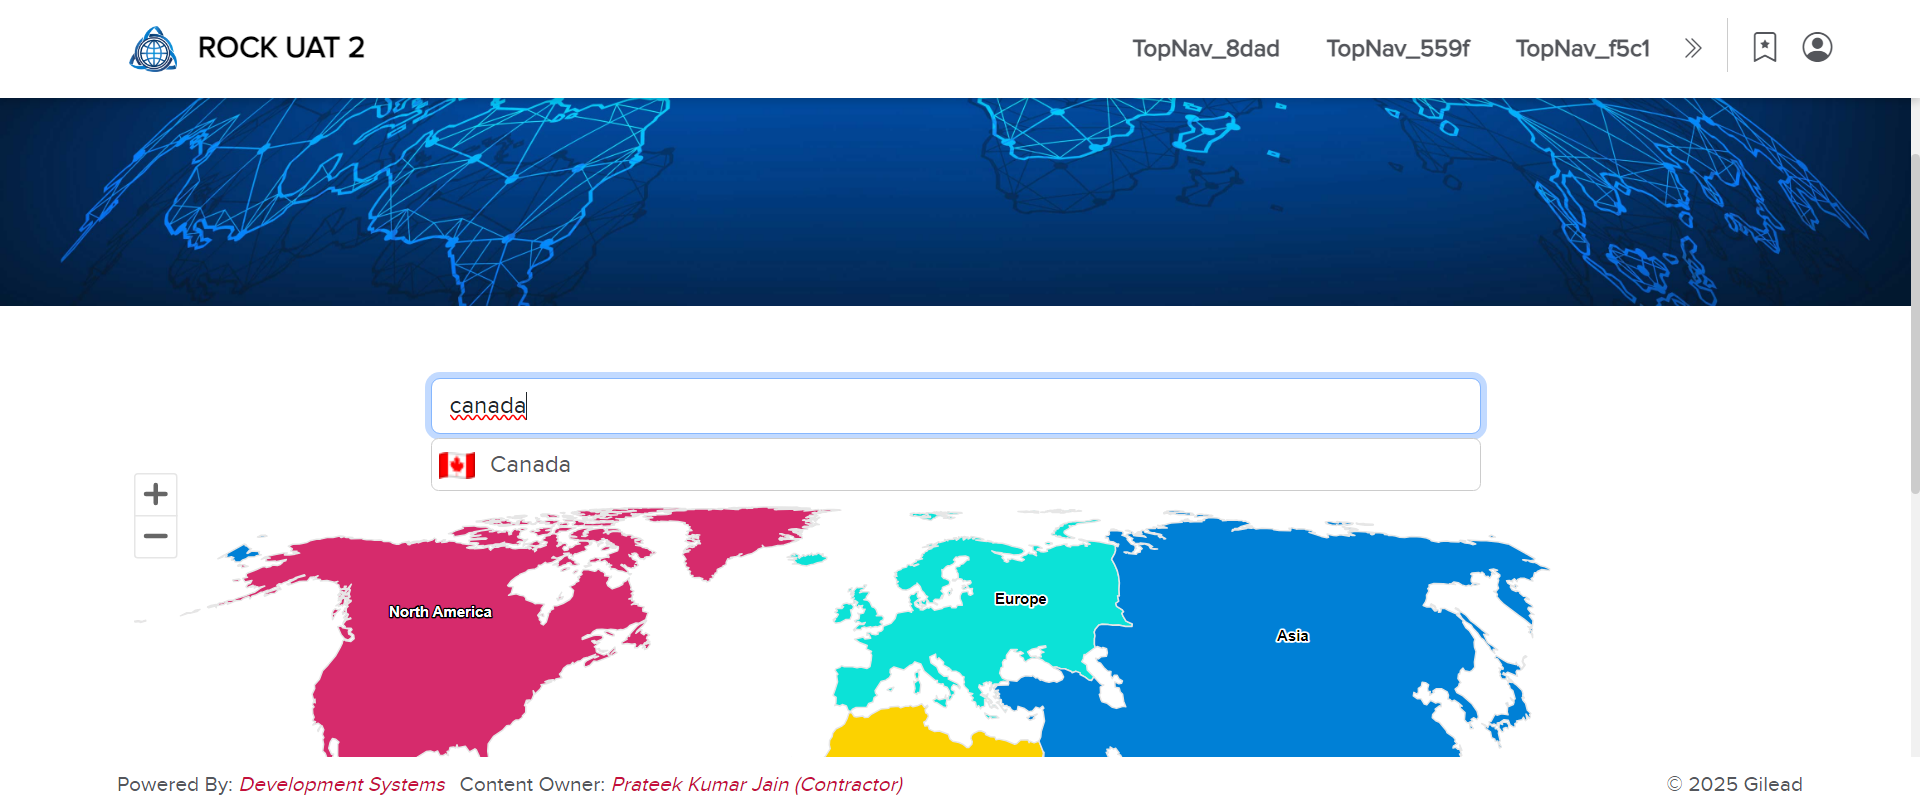 ROCK UAT 2
TopNav_8dad TopNav_559f TopNav_f5c1
canada
Canada
North America
Europe
Asia
Powered By: Development Systems Content Owner: Prateek Kumar Jain (Contractor)
© 2025 Gilead